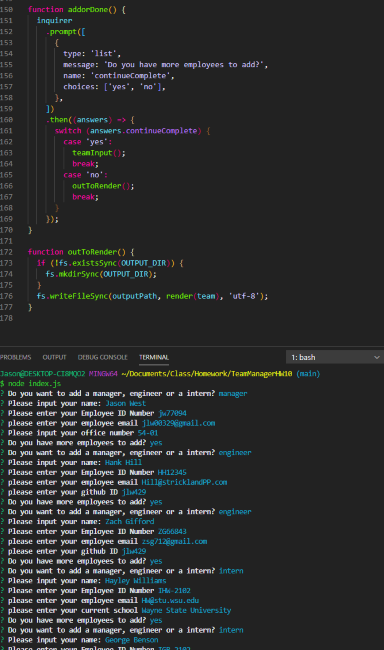 150 function addorDone() {
151 inquirer
152 .prompt([
153 {
154 type: 'list',
155 message: 'Do you have more employees to add?',
156 name: 'continueComplete',
157 choices: ['yes', 'no'],
158 },
159 ])
160 .then((answers) => {
161 switch (answers.continueComplete) {
162 case 'yes':
163 teamInput();
164 break;
165 case 'no':
166 outToRender();
167 break;
168 }
169 });
170 }
171
172 function outToRender() {
173 if (!fs.existsSync(OUTPUT_DIR)) {
174 fs.mkdirSync(OUTPUT_DIR);
175 }
176 fs.writeFileSync(outputPath, render(team), 'utf-8');
177 }
178
PROBLEMS OUTPUT DEBUG CONSOLE TERMINAL 1: bash
Jason@DESKTOP-CI8MQO2 MINGW64 ~/Documents/Class/Homework/TeamManagerHW10 (main)
$ node index.js
? Do you want to add a manager, engineer or a intern? manager
? Please input your name: Jason West
? Please enter your Employee ID Number jw77094
? please enter your employee email jlw00329@gmail.com
? Please input your office number 54-01
? Do you have more employees to add? yes
? Do you want to add a manager, engineer or a intern? engineer
? Please input your name: Hank Hill
? Please enter your Employee ID Number HH12345
? please enter your employee email Hill@stricklandPP.com
? please enter your github ID jlw429
? Do you have more employees to add? yes
? Do you want to add a manager, engineer or a intern? engineer
? Please input your name: Zach Gifford
? Please enter your Employee ID Number ZG66843
? please enter your employee email zsg712@gmail.com
? please enter your github ID jlw429
? Do you have more employees to add? yes
? Do you want to add a manager, engineer or a intern? intern
? Please input your name: Hayley Williams
? Please enter your Employee ID Number IHW-2102
? please enter your employee email H4@stu.wsu.edu
? please enter your current school Wayne State University
? Do you have more employees to add? yes
? Do you want to add a manager, engineer or a intern? intern
? Please input your name: George Benson
? Please enter your Employee ID Number IGB-2102